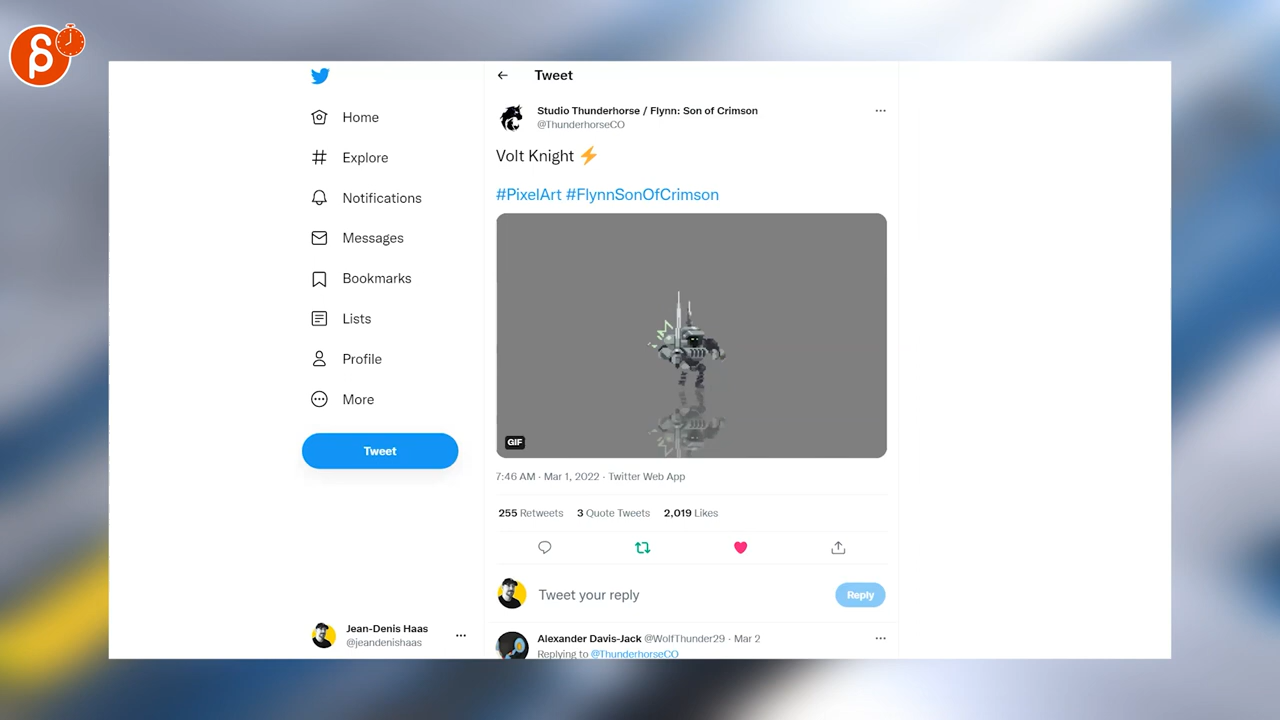 Tweet
Studio Thunderhorse / Flynn: Son of Crimson
@ThunderhorseCO
Volt Knight ⚡
#PixelArt #FlynnSonOfCrimson
GIF
7:46 AM · Mar 1, 2022 · Twitter Web App
255 Retweets 3 Quote Tweets 2,019 Likes
Tweet your reply
Reply
Alexander Davis-Jack @WolfThunder29 · Mar 2
Replying to @ThunderhorseCO
Home
Explore
Notifications
Messages
Bookmarks
Lists
Profile
More
Tweet
Jean-Denis Haas
@jeandenishaas